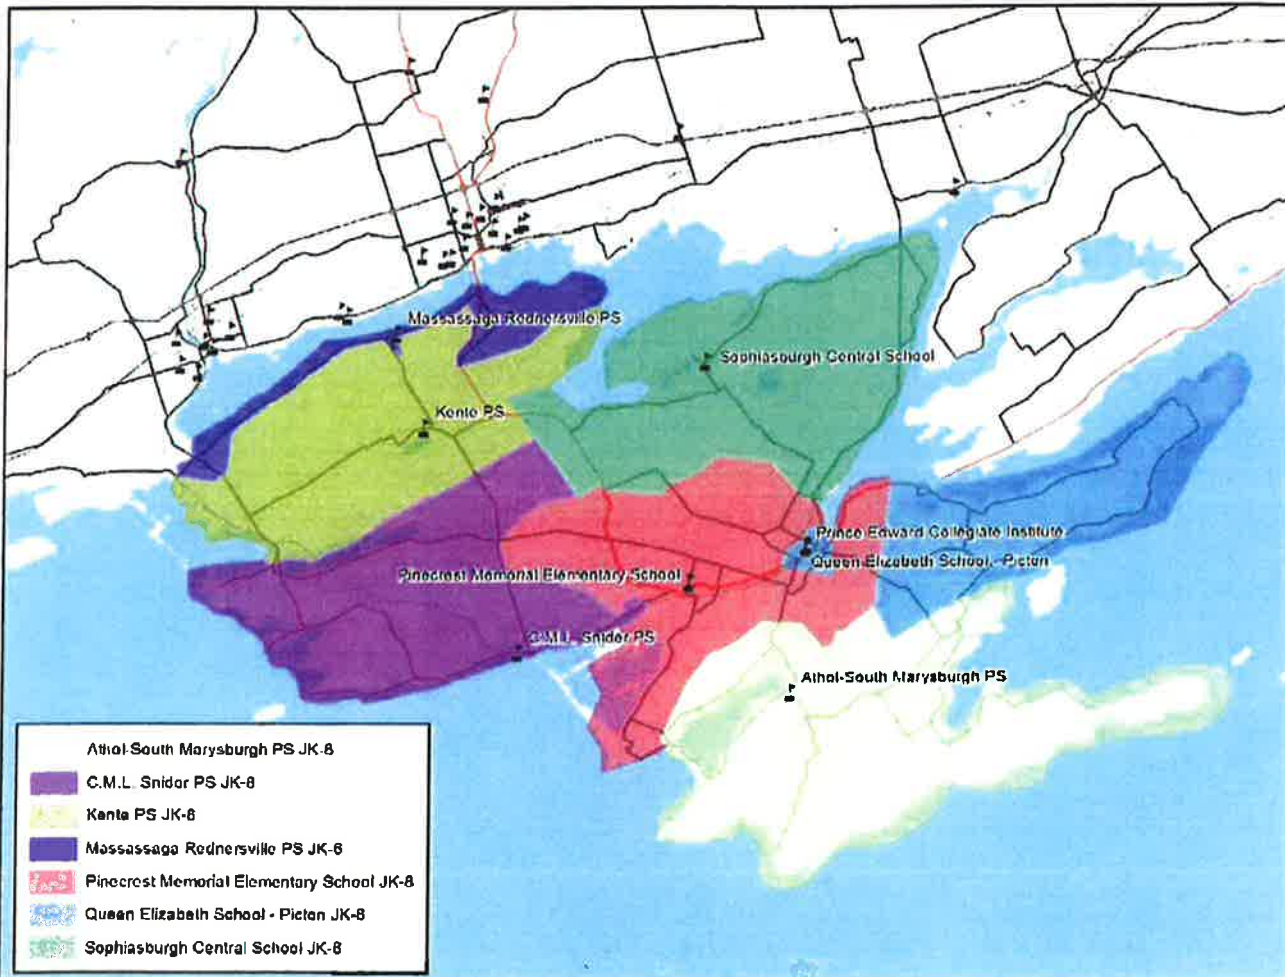 Massassaga Rednersville PS
Sophiasburgh Central School
Kente PS
Prince Edward Collegiate Institute
Queen Elizabeth School - Picton
Pinecrest Memorial Elementary School
C.M.L. Snider PS
Athol-South Marysburgh PS
Athol-South Marysburgh PS JK-8
C.M.L. Snider PS JK-8
Kente PS JK-8
Massassaga Rednersville PS JK-6
Pinecrest Memorial Elementary School JK-8
Queen Elizabeth School - Picton JK-8
Sophiasburgh Central School JK-8